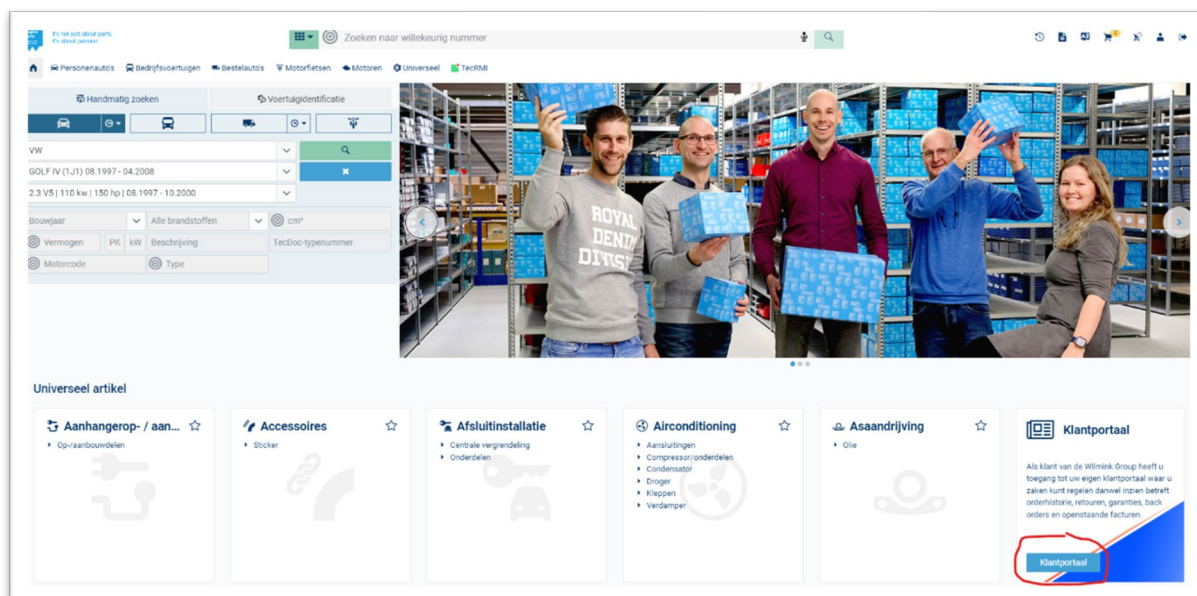 It's not just about parts,
it's about passion.
Zoeken naar willekeurig nummer
Personenauto's Bedrijfsvoertuigen Bestelauto's Motorfietsen Motoren Universeel TecRMI
Handmatig zoeken Voertuigidentificatie
VW
GOLF IV (1J1) 08.1997 - 04.2008
2.3 V5 | 110 kw | 150 hp | 08.1997 - 10.2000
Bouwjaar Alle brandstoffen cm³
Vermogen PK kW Beschrijving TecDoc-typenummer
Motorcode Type
ROYAL
DENIM
DIVISI
Universeel artikel
Aanhangerop- / aan...
Op-/aanbouwdelen
Accessoires
Sticker
Afsluitinstallatie
Centrale vergrendeling
Onderdelen
Airconditioning
Aansluitingen
Compressor/onderdelen
Condensator
Droger
Kleppen
Verdamper
Asaandrijving
Olie
Klantportaal
Als klant van de Wilmink Group heeft u
toegang tot uw eigen klantportaal waar u
zaken kunt regelen danwel inzien betreft
orderhistorie, retouren, garanties, back
orders en openstaande facturen.
Klantportaal